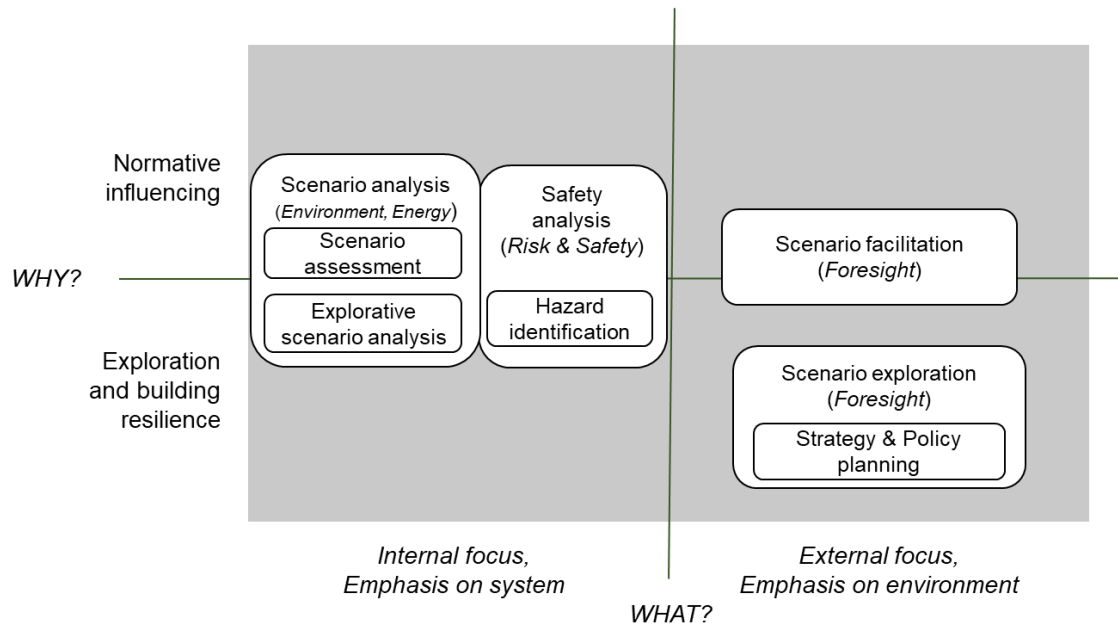 Normative
influencing
Scenario analysis
(Environment, Energy)
Scenario
assessment
Explorative
scenario analysis
Safety
analysis
(Risk & Safety)
Hazard
identification
Scenario facilitation
(Foresight)
WHY?
Exploration
and building
resilience
Scenario exploration
(Foresight)
Strategy & Policy
planning
Internal focus,
Emphasis on system
External focus,
Emphasis on environment
WHAT?